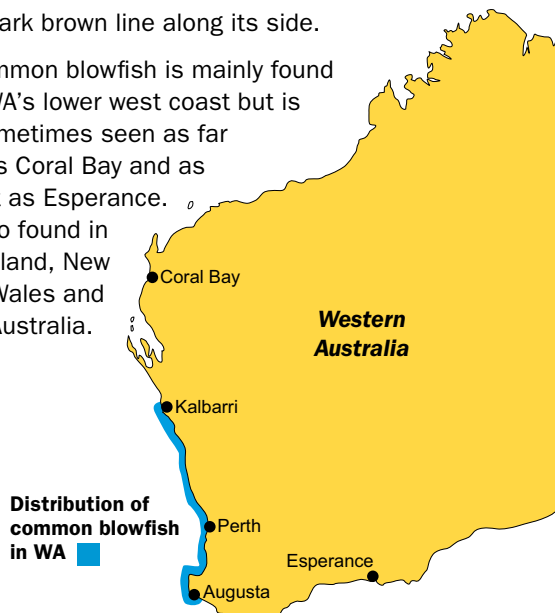 ark brown line along its side.
mmon blowfish is mainly found
WA's lower west coast but is
metimes seen as far
s Coral Bay and as
t as Esperance.
o found in
land, New
Wales and
Australia.
Coral Bay
Western
Australia
Kalbarri
Distribution of
common blowfish
in WA
Perth
Esperance
Augusta